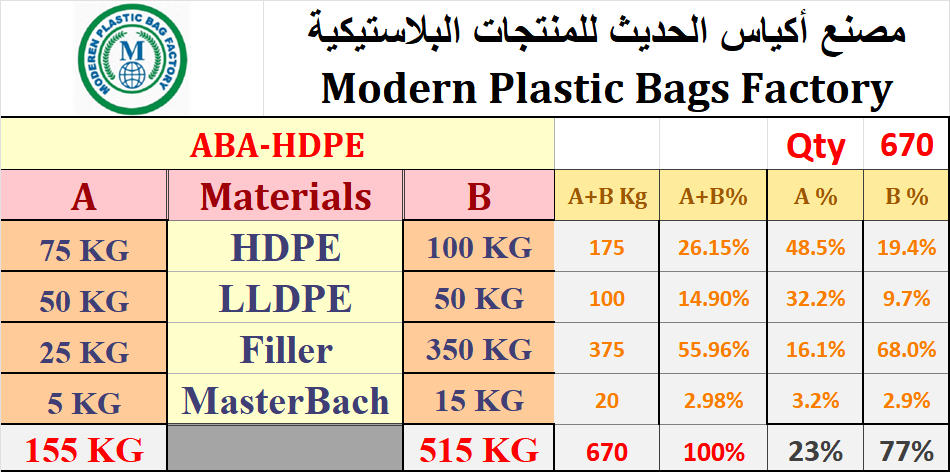 MODEREN PLASTIC BAG FACTORY
M
مصنع أكياس الحديث للمنتجات البلاستيكية
Modern Plastic Bags Factory
ABA-HDPE Qty 670
A Materials B A+B Kg A+B% A % B %
75 KG HDPE 100 KG 175 26.15% 48.5% 19.4%
50 KG LLDPE 50 KG 100 14.90% 32.2% 9.7%
25 KG Filler 350 KG 375 55.96% 16.1% 68.0%
5 KG MasterBach 15 KG 20 2.98% 3.2% 2.9%
155 KG 515 KG 670 100% 23% 77%